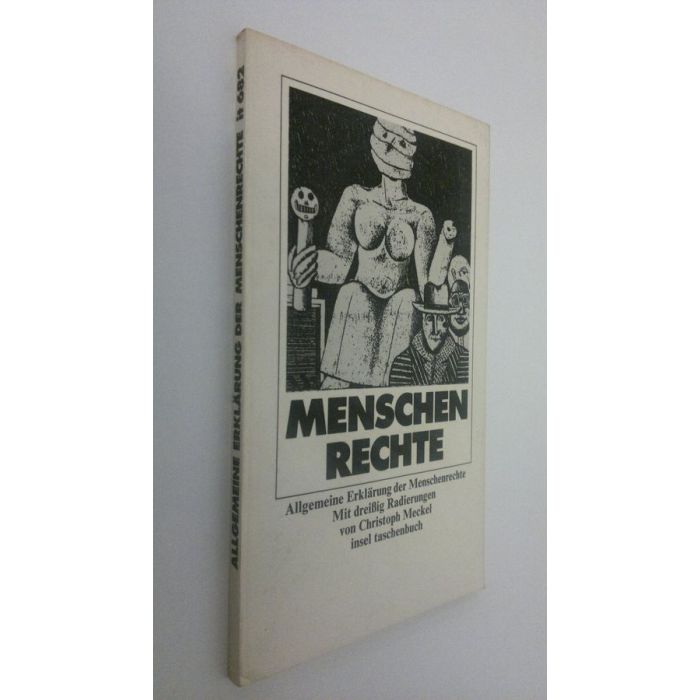 ALLGEMEINE ERKLÄRUNG DER MENSCHENRECHTE it 682
MENSCHEN
RECHTE
Allgemeine Erklärung der Menschenrechte
Mit dreißig Radierungen
von Christoph Meckel
insel taschenbuch